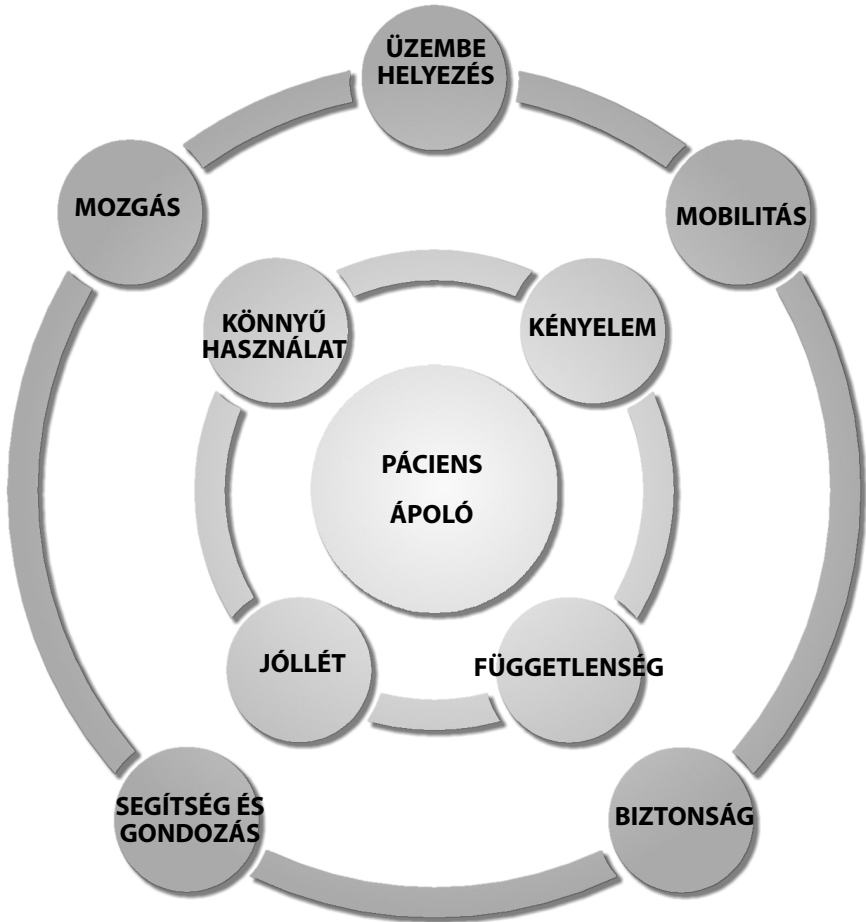 ÜZEMBE
HELYEZÉS
MOZGÁS
MOBILITÁS
KÖNNYŰ
HASZNÁLAT
KÉNYELEM
PÁCIENS
ÁPOLÓ
JÓLLÉT
FÜGGETLENSÉG
SEGÍTSÉG ÉS
GONDOZÁS
BIZTONSÁG